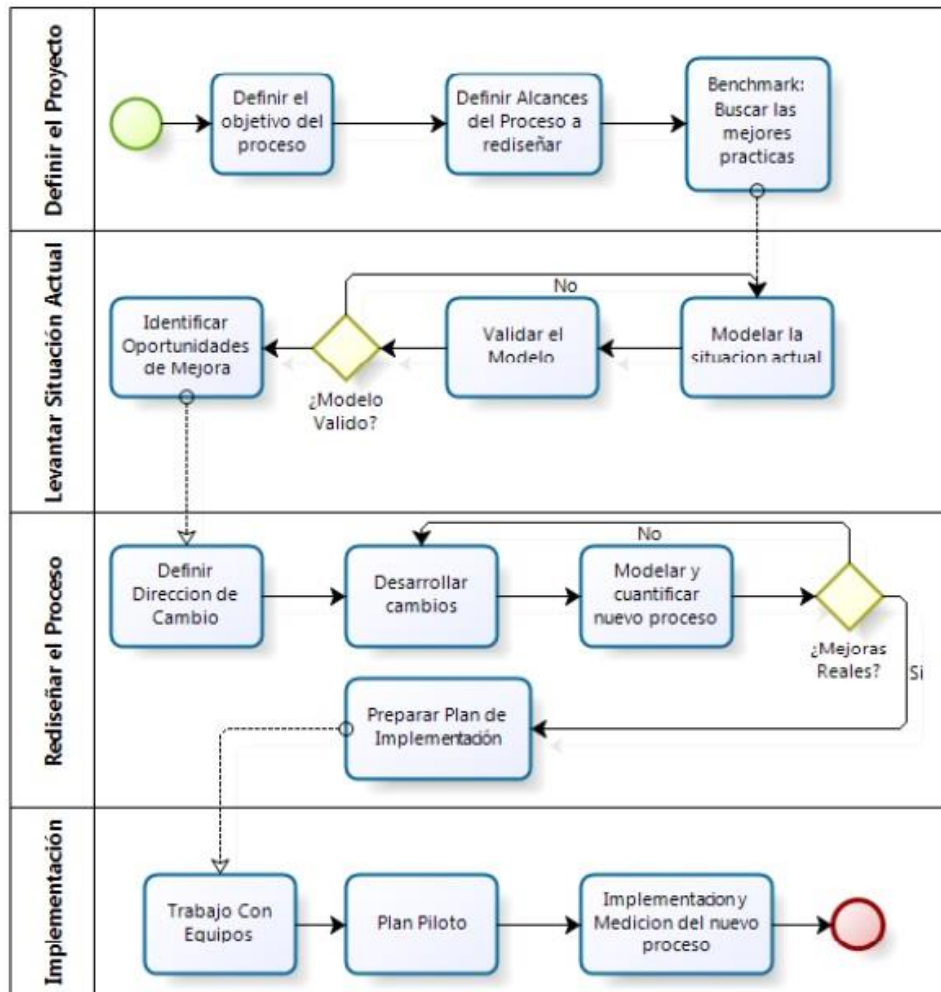 Definir el Proyecto
Definir el
objetivo del
proceso
Definir Alcances
del Proceso a
rediseñar
Benchmark:
Buscar las
mejores
practicas
Levantar Situación Actual
Identificar
Oportunidades
de Mejora
¿Modelo
Valido?
No
Validar el
Modelo
Modelar la
situacion actual
Rediseñar el Proceso
Definir
Direccion de
Cambio
Desarrollar
cambios
No
Modelar y
cuantificar
nuevo proceso
¿Mejoras
Reales?
Si
Preparar Plan de
Implementación
Implementación
Trabajo Con
Equipos
Plan Piloto
Implementacion y
Medicion del nuevo
proceso